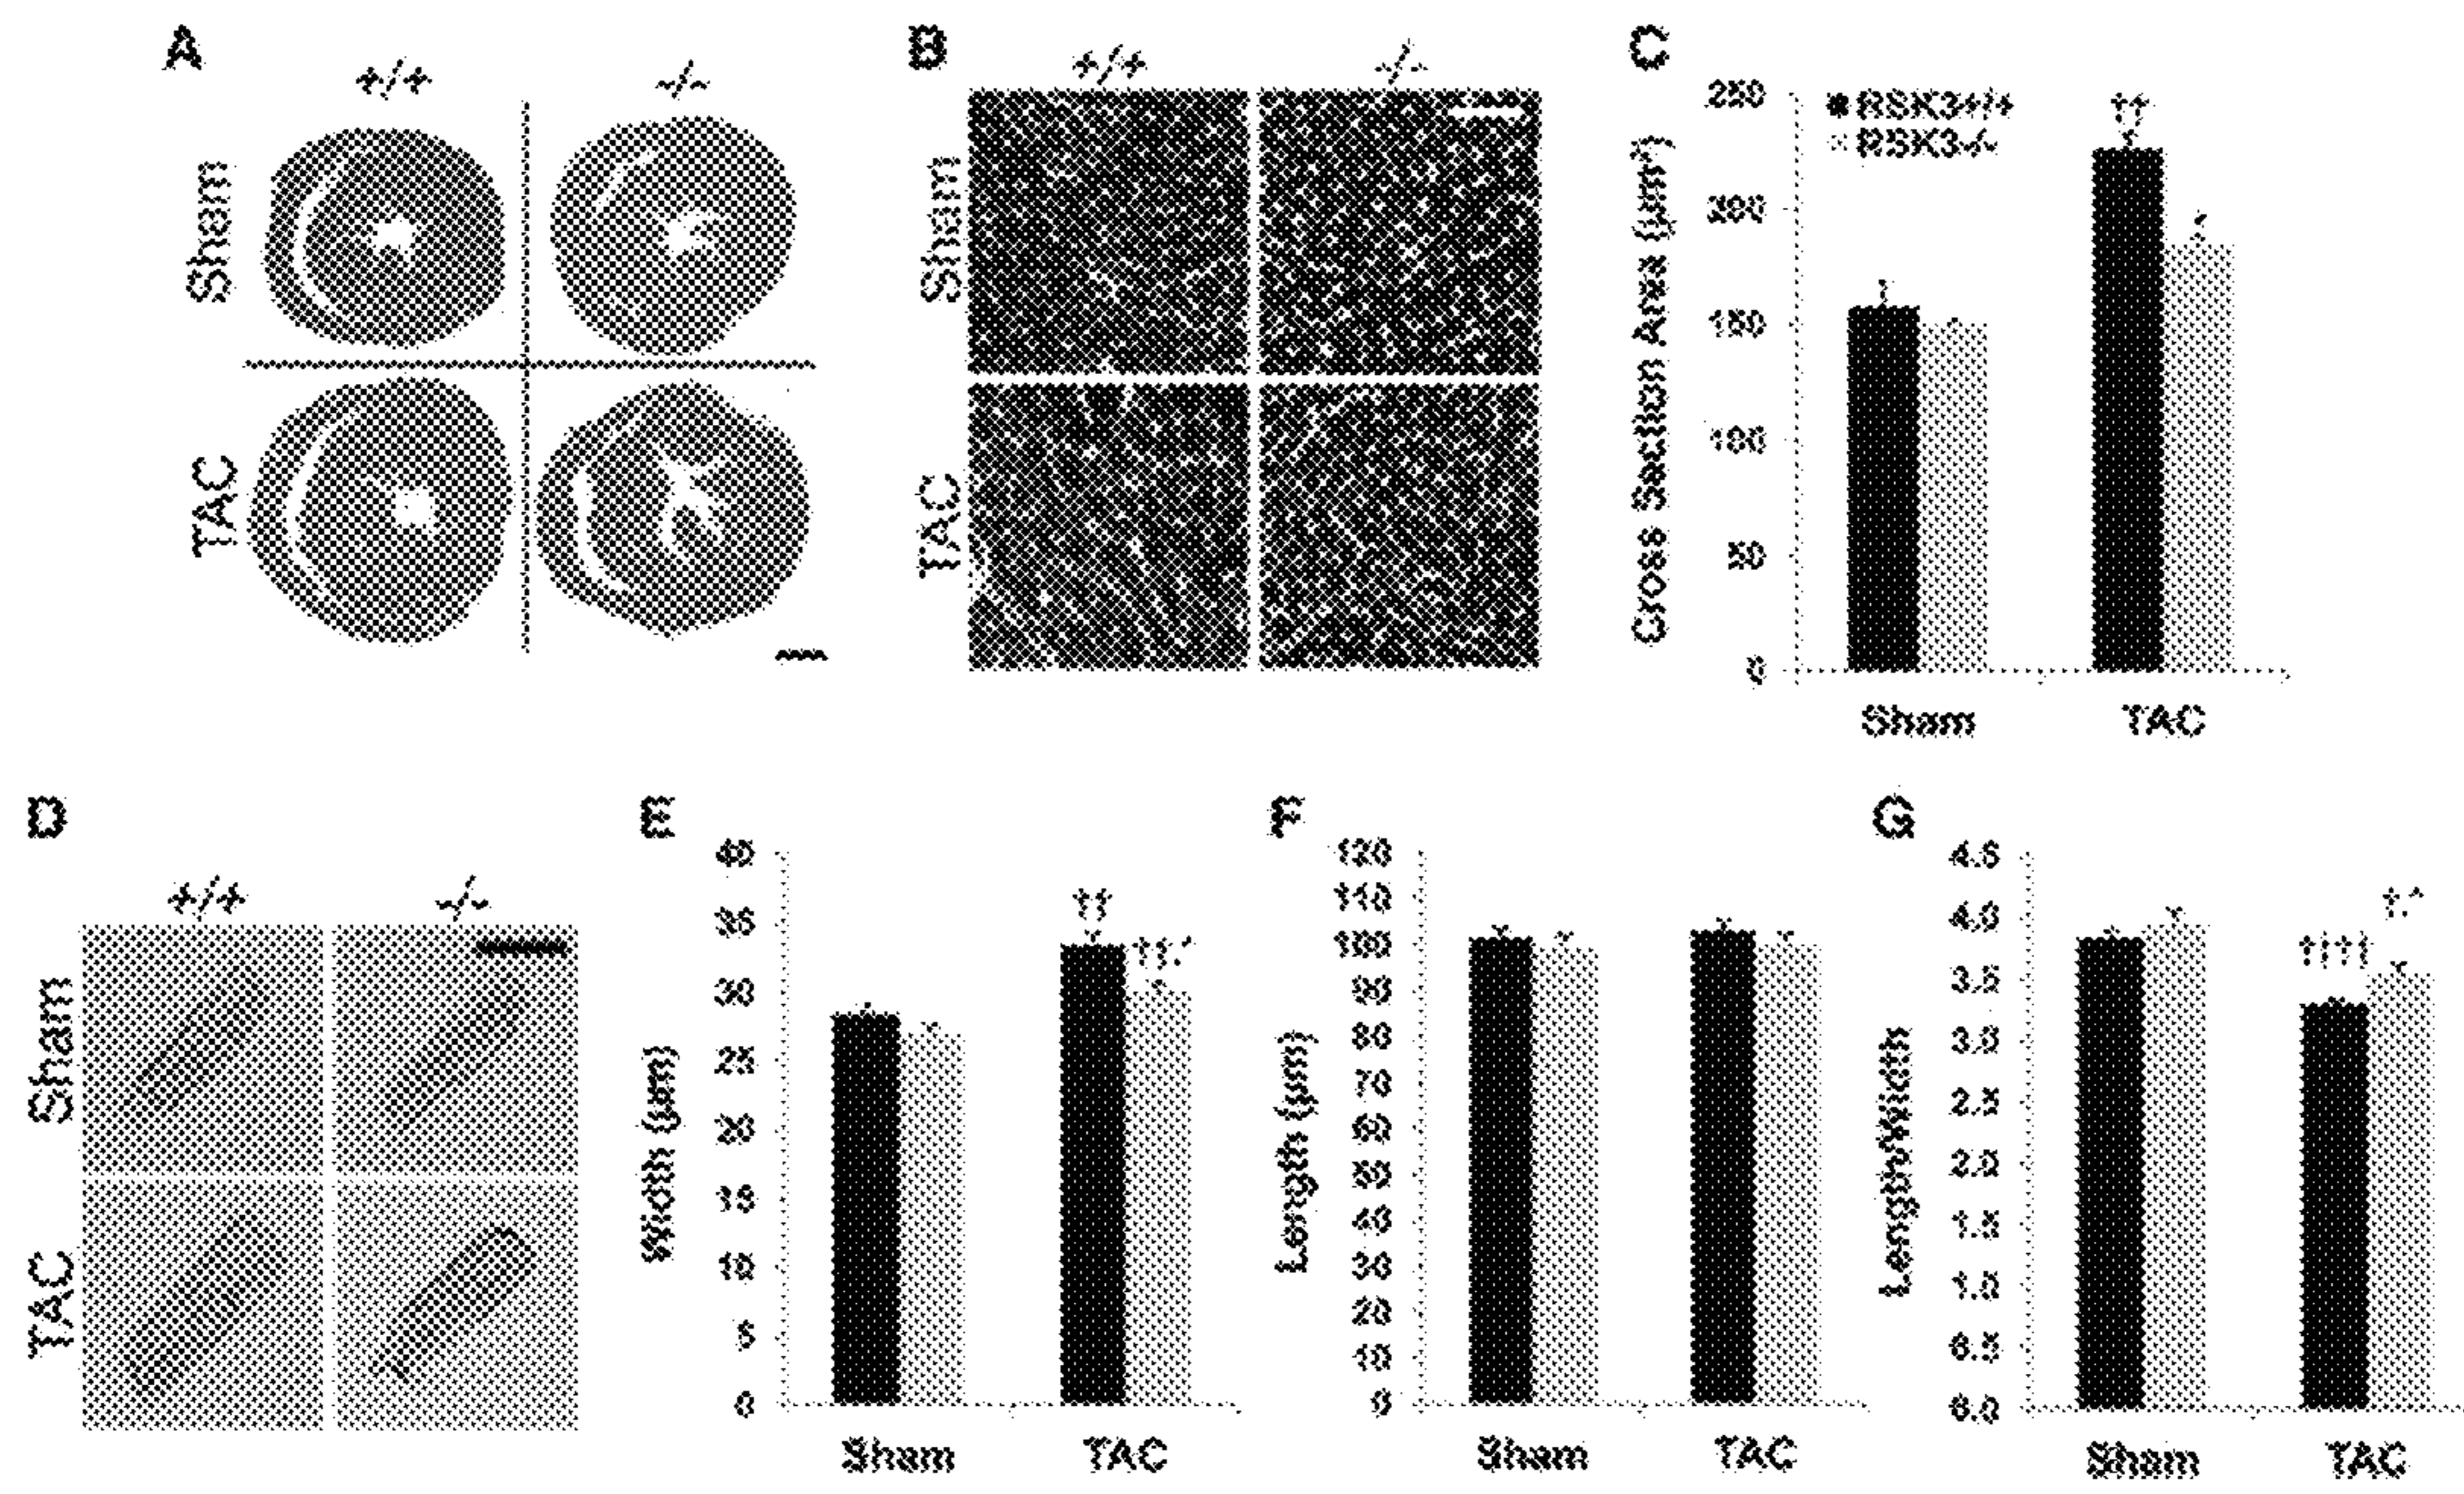 A
+/+
-/-
Sham
TAC
B
+/+
-/-
Sham
TAC
C
Cross Section Area (µm²)
250
200
150
100
50
0
RSK3+/+
RSK3-/-
††
*
Sham
TAC
D
+/+
-/-
Sham
TAC
E
Width (µm)
40
35
30
25
20
15
10
5
0
††
††,*
Sham
TAC
F
Length (µm)
120
110
100
90
80
70
60
50
40
30
20
10
0
Sham
TAC
G
Length/Width
4.5
4.0
3.5
3.0
2.5
2.0
1.5
1.0
0.5
0.0
Sham
TAC